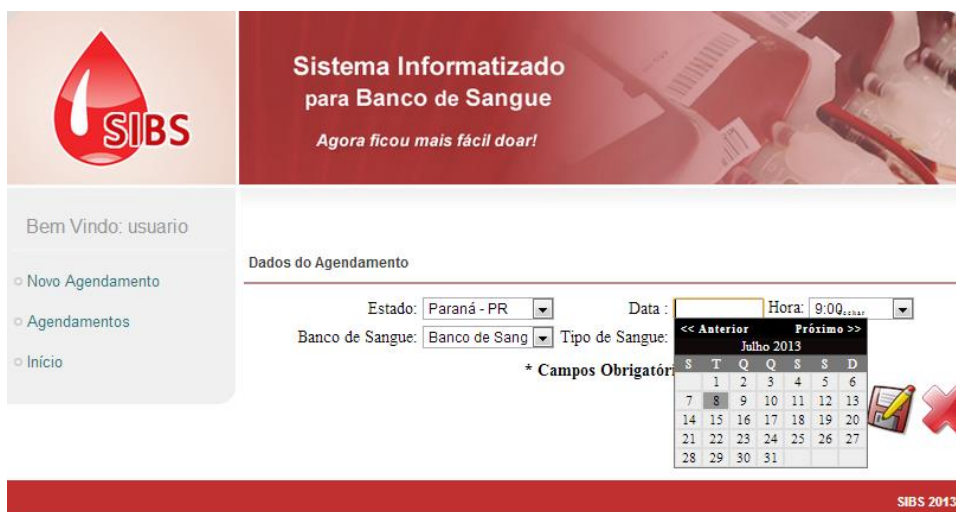 SIBS
Sistema Informatizado
para Banco de Sangue
Agora ficou mais fácil doar!
Bem Vindo: usuario
Novo Agendamento
Agendamentos
Início
Dados do Agendamento
Estado: Paraná - PR Data : Hora: 9:00
Banco de Sangue: Banco de Sang Tipo de Sangue:
* Campos Obrigatóri
<< Anterior Próximo >>
Julho 2013
S T Q Q S S D
1 2 3 4 5 6
7 8 9 10 11 12 13
14 15 16 17 18 19 20
21 22 23 24 25 26 27
28 29 30 31
SIBS 2013